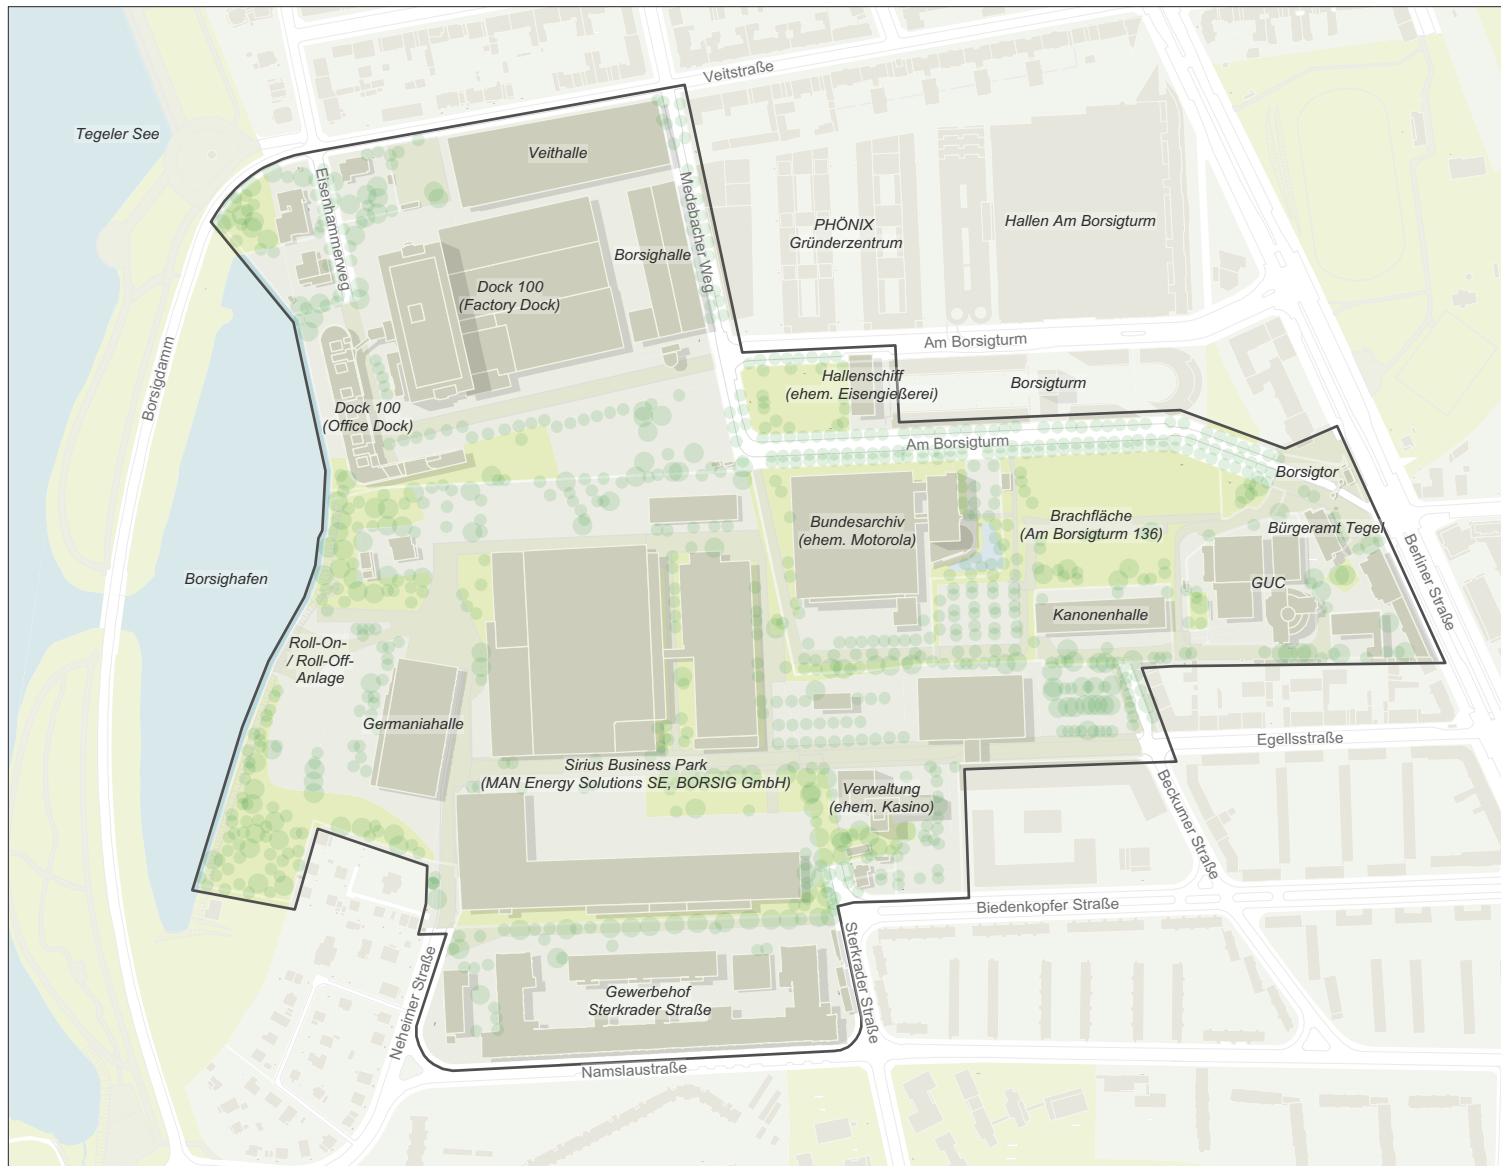 Veitstraße
Tegeler See
Veithalle
Eisenhammerweg
Medebacher Weg
PHÖNIX
Gründerzentrum
Hallen Am Borsigturm
Borsighalle
Dock 100
(Factory Dock)
Borsigdamm
Am Borsigturm
Hallenschiff
(ehem. Eisengießerei)
Borsigturm
Dock 100
(Office Dock)
Am Borsigturm
Borsigtor
Bundesarchiv
(ehem. Motorola)
Brachfläche
(Am Borsigturm 136)
Bürgeramt Tegel
Berliner Straße
Borsighafen
GUC
Kanonenhalle
Roll-On-
/ Roll-Off-
Anlage
Germaniahalle
Egellsstraße
Sirius Business Park
(MAN Energy Solutions SE, BORSIG GmbH)
Verwaltung
(ehem. Kasino)
Beckumer Straße
Biedenkopfer Straße
Sterkrader Straße
Neheimer Straße
Gewerbehof
Sterkrader Straße
Namslaustraße